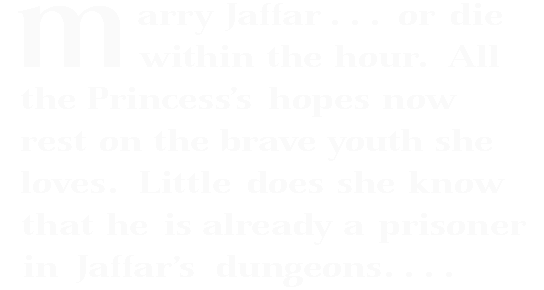 marry Jaffar . . . or die
within the hour. All
the Princess's hopes now
rest on the brave youth she
loves. Little does she know
that he is already a prisoner
in Jaffar's dungeons. . . .